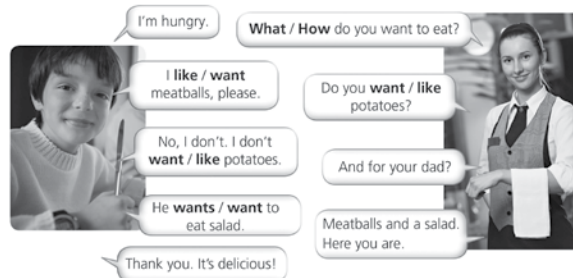 I'm hungry.
What / How do you want to eat?
I like / want
meatballs, please.
Do you want / like
potatoes?
No, I don't. I don't
want / like potatoes.
And for your dad?
He wants / want to
eat salad.
Meatballs and a salad.
Here you are.
Thank you. It's delicious!